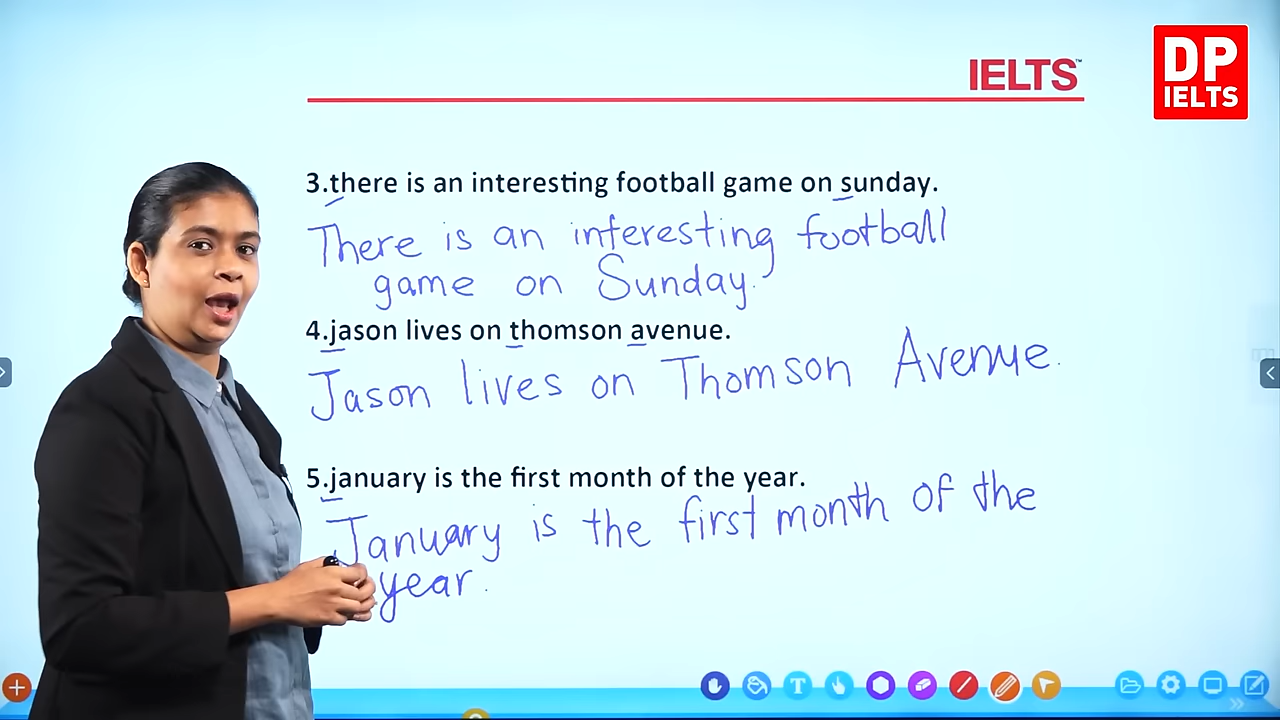 IELTS™
DP
IELTS
3.there is an interesting football game on sunday.
There is an interesting football
game on Sunday.
4.jason lives on thomson avenue.
Jason lives on Thomson Avenue.
5.january is the first month of the year.
January is the first month of the
year.
T